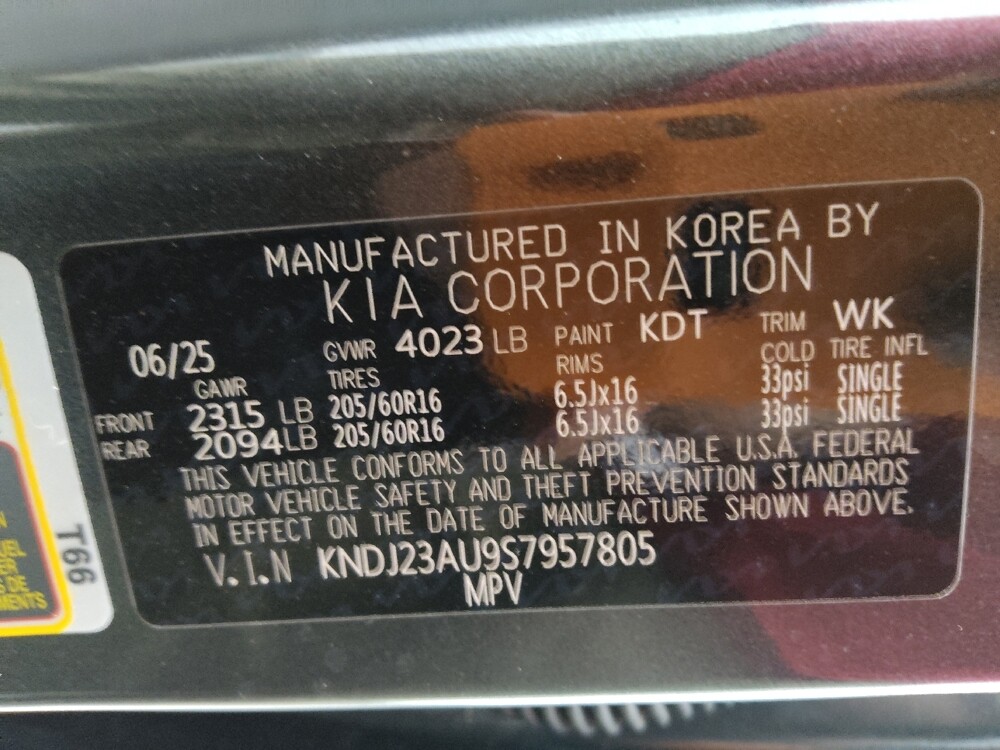 MANUFACTURED IN KOREA BY
KIA CORPORATION
06/25 GVWR 4023 LB PAINT KDT TRIM WK
GAWR TIRES RIMS COLD TIRE INFL
FRONT 2315 LB 205/60R16 6.5Jx16 33psi SINGLE
REAR 2094LB 205/60R16 6.5Jx16 33psi SINGLE
THIS VEHICLE CONFORMS TO ALL APPLICABLE U.S.A. FEDERAL
MOTOR VEHICLE SAFETY AND THEFT PREVENTION STANDARDS
IN EFFECT ON THE DATE OF MANUFACTURE SHOWN ABOVE.
V.I.N KNDJ23AU9S7957805
MPV
T66